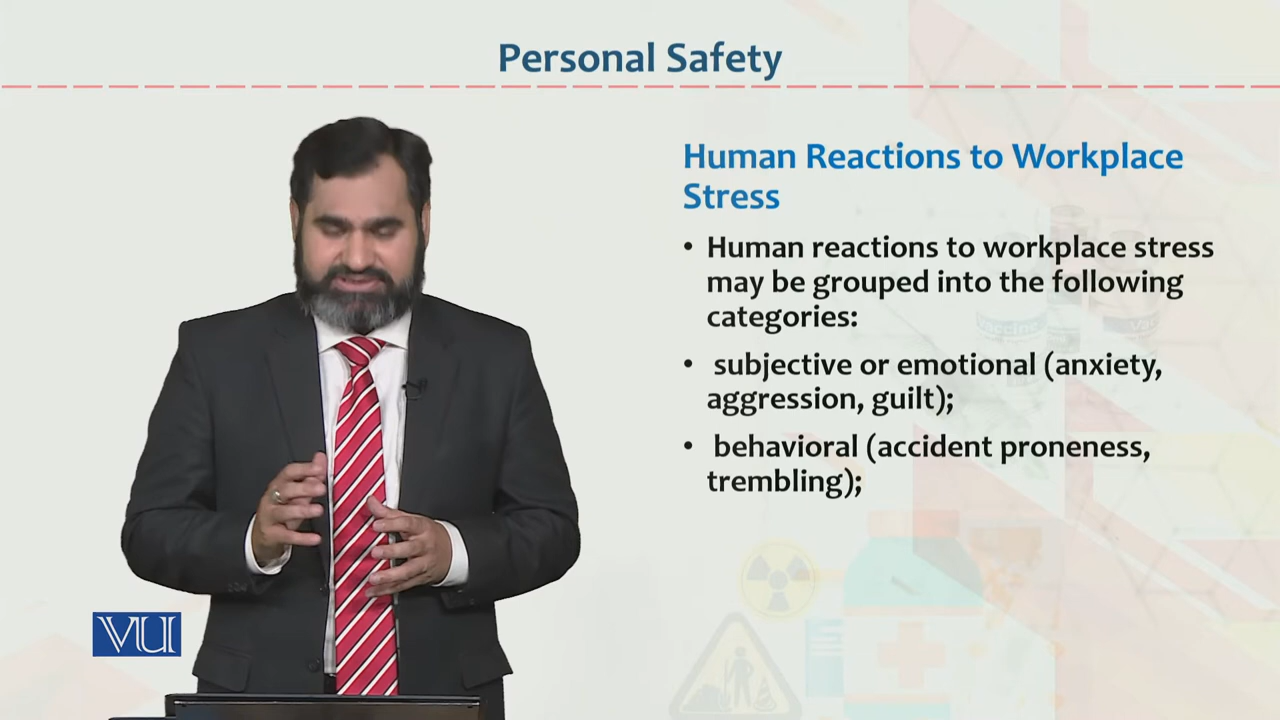 Personal Safety
Human Reactions to Workplace
Stress
• Human reactions to workplace stress
may be grouped into the following
categories:
• subjective or emotional (anxiety,
aggression, guilt);
• behavioral (accident proneness,
trembling);
Vaccine
VU